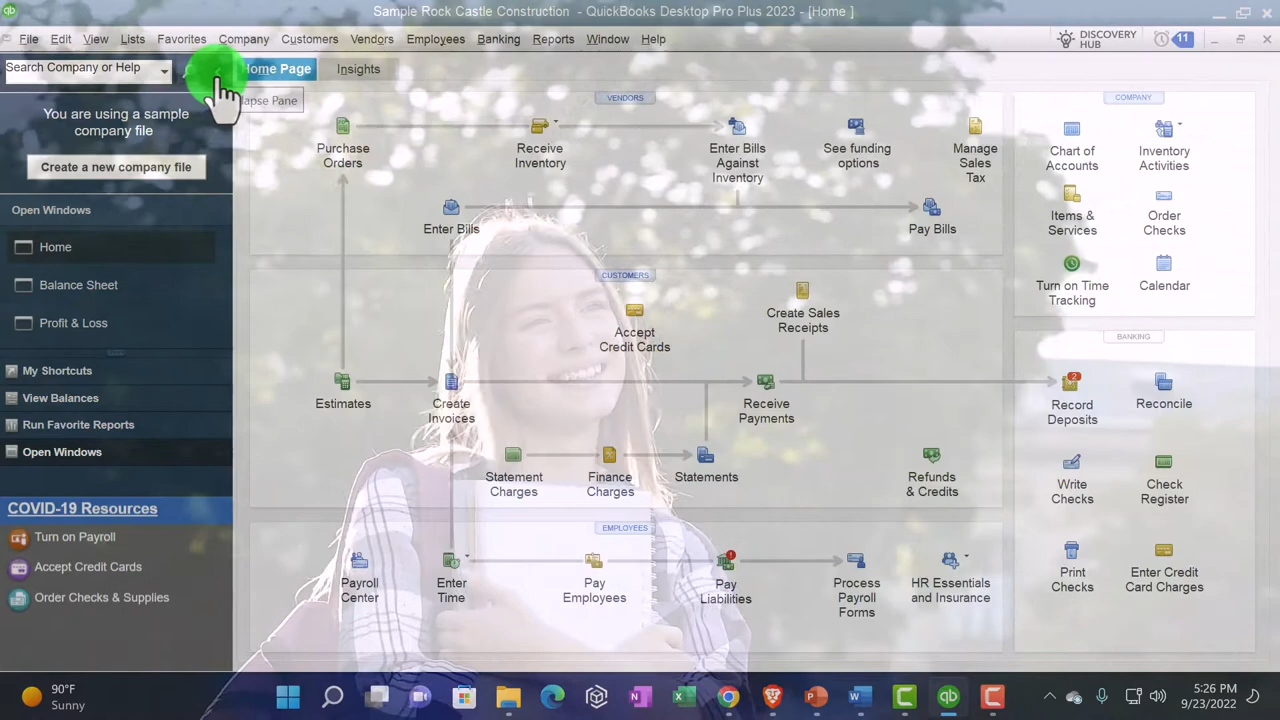 Sample Rock Castle Construction - QuickBooks Desktop Pro Plus 2023 - [Home ]
File Edit View Lists Favorites Company Customers Vendors Employees Banking Reports Window Help
DISCOVERY
HUB
11
Search Company or Help
Home Page
Insights
lapse Pane
You are using a sample
company file
Create a new company file
Open Windows
Home
Balance Sheet
Profit & Loss
My Shortcuts
View Balances
Run Favorite Reports
Open Windows
COVID-19 Resources
Turn on Payroll
Accept Credit Cards
Order Checks & Supplies
VENDORS
Purchase
Orders
Receive
Inventory
Enter Bills
Against
Inventory
See funding
options
Manage
Sales
Tax
Enter Bills
Pay Bills
CUSTOMERS
Accept
Credit Cards
Create Sales
Receipts
Estimates
Create
Invoices
Receive
Payments
Statement
Charges
Finance
Charges
Statements
Refunds
& Credits
EMPLOYEES
Payroll
Center
Enter
Time
Pay
Employees
Pay
Liabilities
Process
Payroll
Forms
HR Essentials
and Insurance
COMPANY
Chart of
Accounts
Inventory
Activities
Items &
Services
Order
Checks
Turn on Time
Tracking
Calendar
BANKING
2
Record
Deposits
Reconcile
Write
Checks
Check
Register
Print
Checks
Enter Credit
Card Charges
90°F
Sunny
5:26 PM
9/23/2022